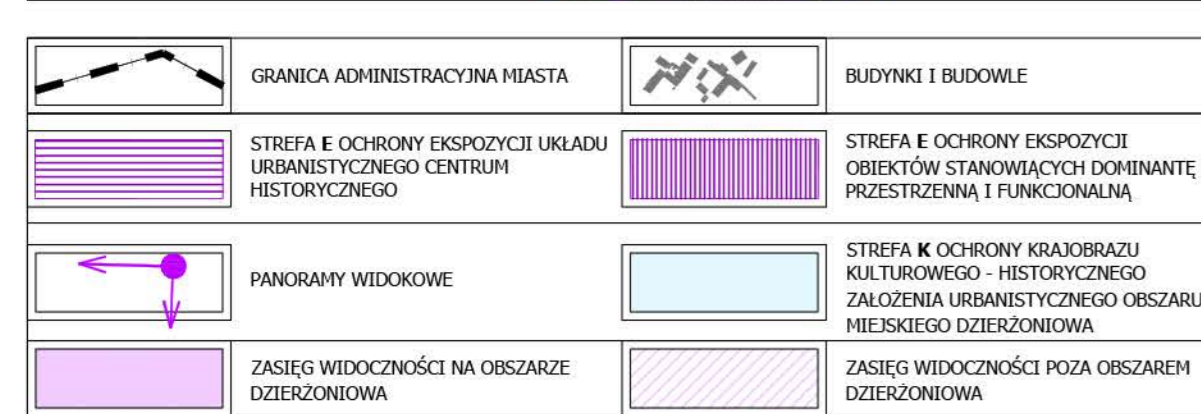 GRANICA ADMINISTRACYJNA MIASTA
BUDYNKI I BUDOWLE
STREFA E OCHRONY EKSPOZYCJI UKŁADU
URBANISTYCZNEGO CENTRUM
HISTORYCZNEGO
STREFA E OCHRONY EKSPOZYCJI
OBIEKTÓW STANOWIĄCYCH DOMINANTĘ
PRZESTRZENNĄ I FUNKCJONALNĄ
PANORAMY WIDOKOWE
STREFA K OCHRONY KRAJOBRAZU
KULTUROWEGO - HISTORYCZNEGO
ZAŁOŻENIA URBANISTYCZNEGO OBSZARU
MIEJSKIEGO DZIERŻONIOWA
ZASIĘG WIDOCZNOŚCI NA OBSZARZE
DZIERŻONIOWA
ZASIĘG WIDOCZNOŚCI POZA OBSZAREM
DZIERŻONIOWA